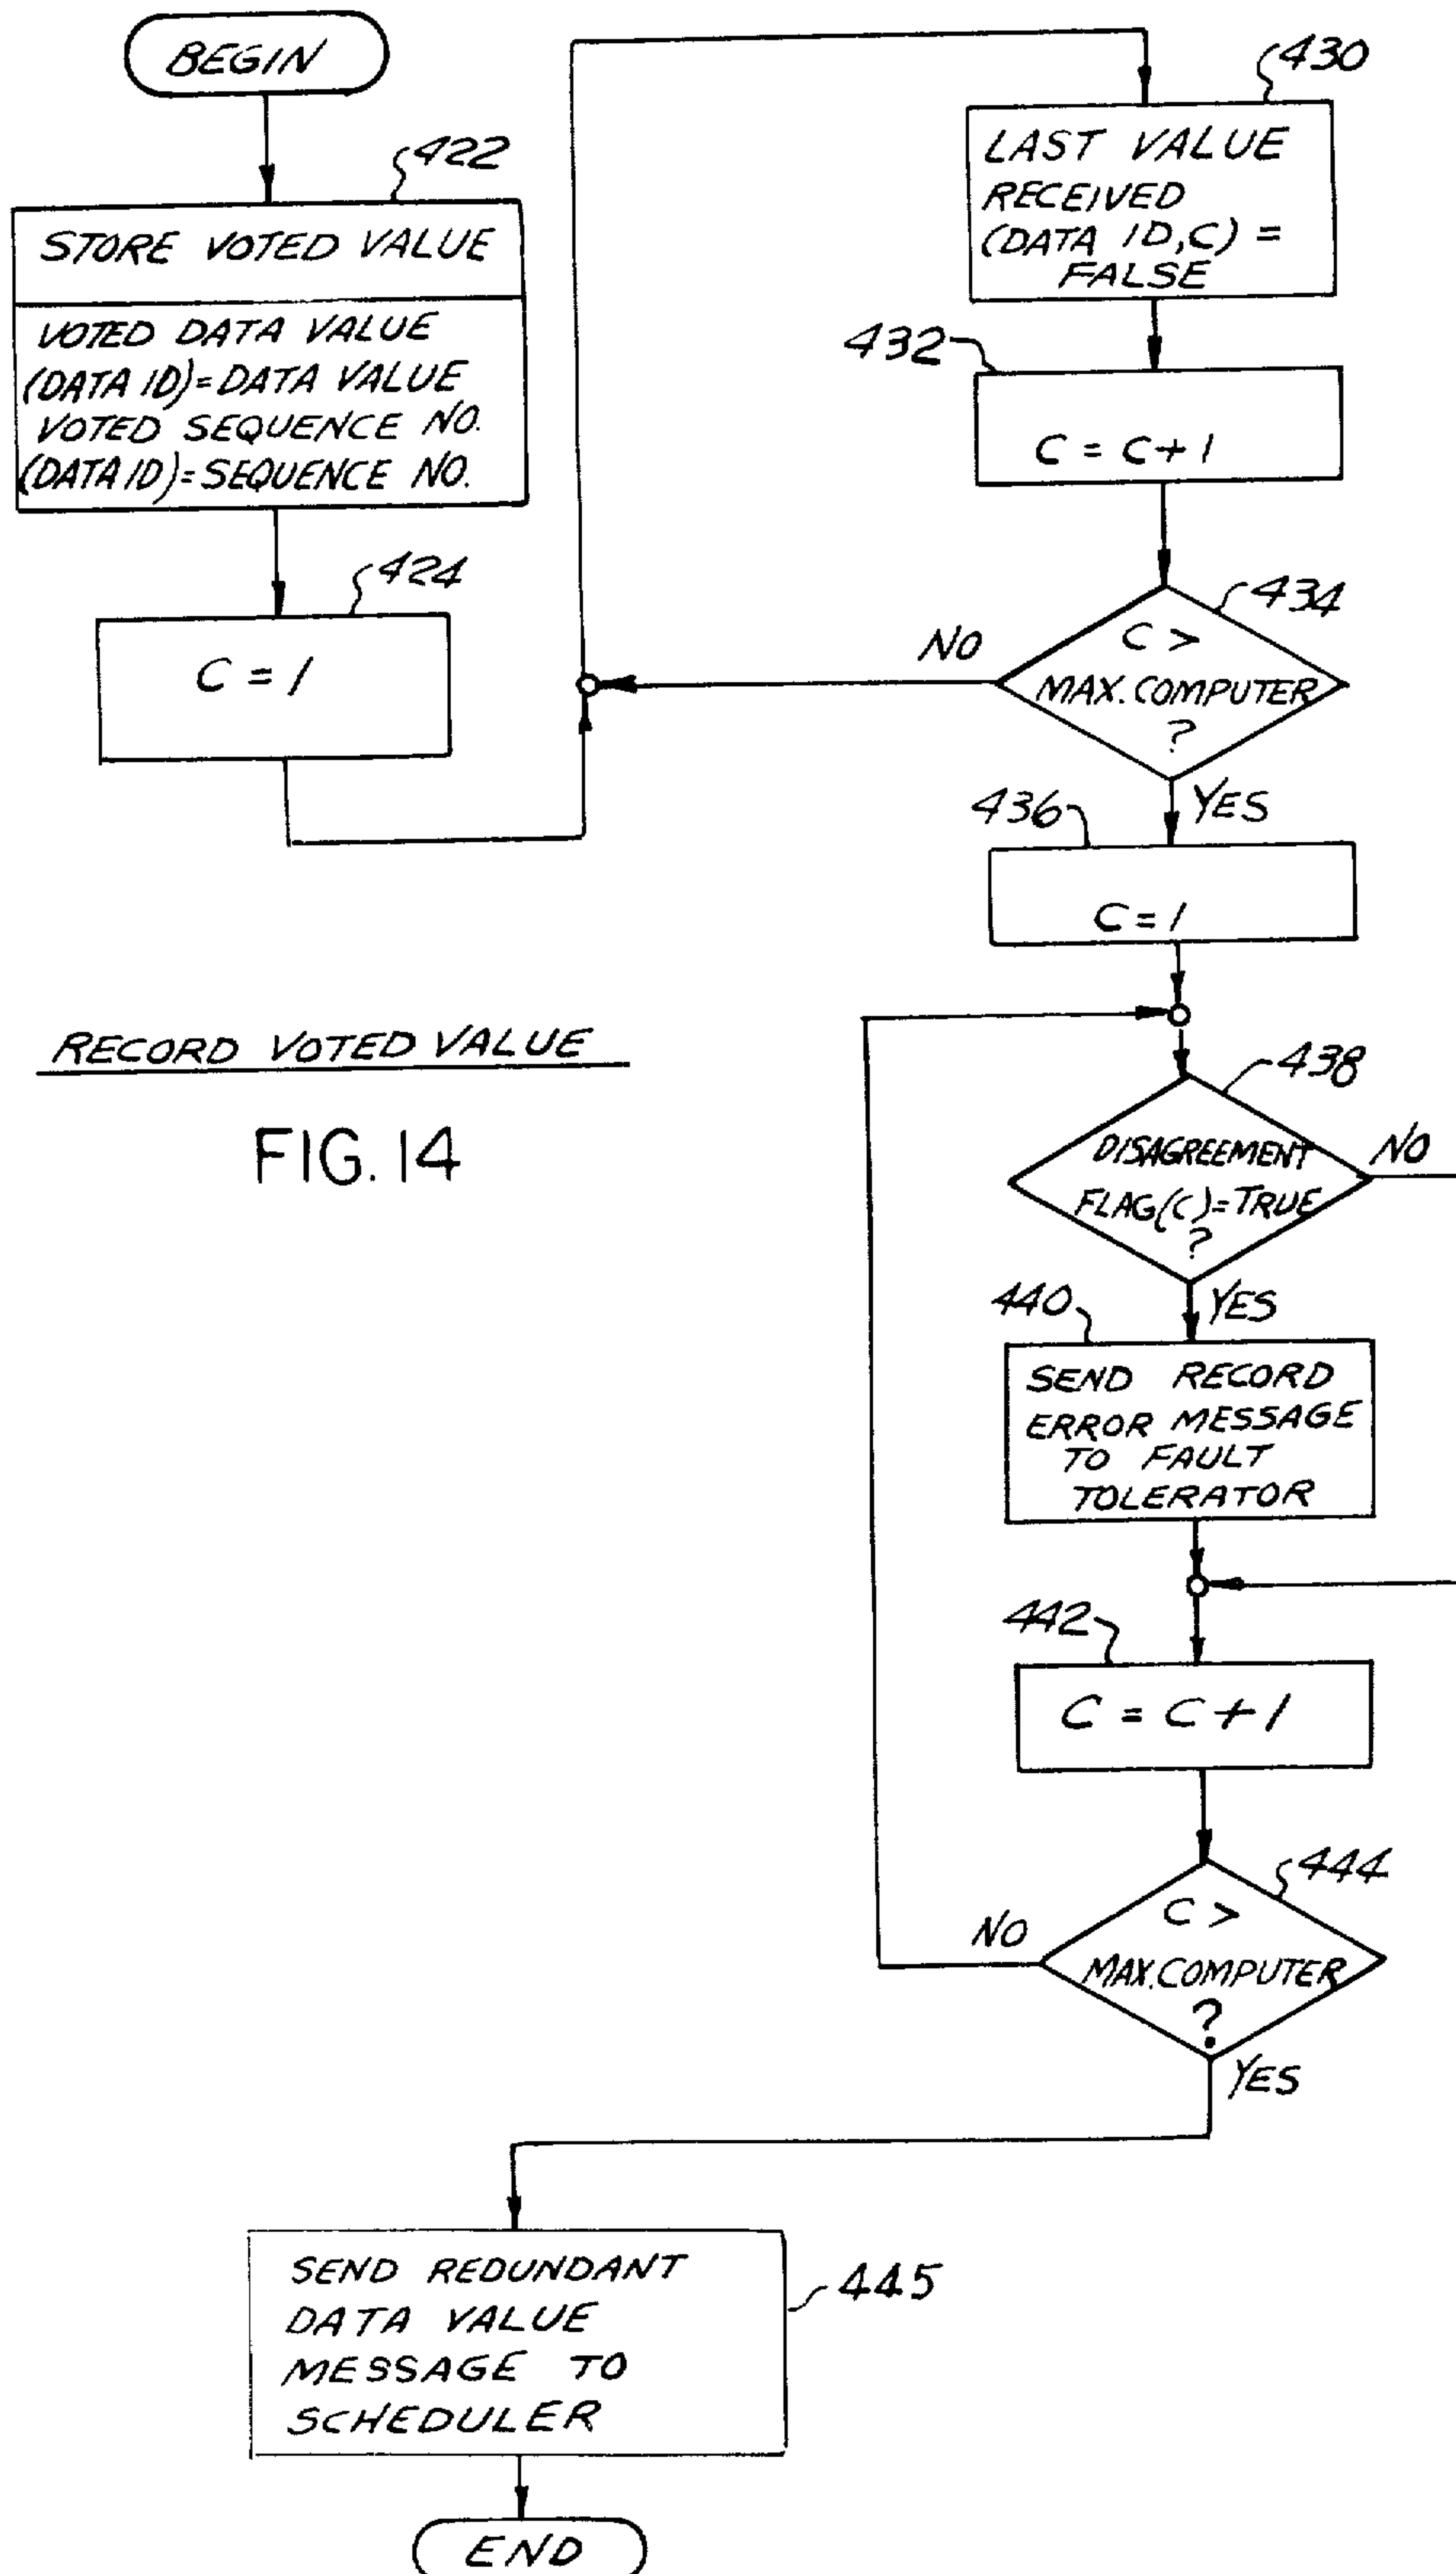 BEGIN
422
STORE VOTED VALUE
VOTED DATA VALUE
(DATA ID)=DATA VALUE
VOTED SEQUENCE NO.
(DATA ID)=SEQUENCE NO.
424
C = 1
430
LAST VALUE
RECEIVED
(DATA ID,C) =
FALSE
432
C = C+1
434
C >
MAX. COMPUTER
?
NO
YES
436
C = 1
RECORD VOTED VALUE
FIG. 14
438
DISAGREEMENT
FLAG(C)=TRUE
?
NO
YES
440
SEND RECORD
ERROR MESSAGE
TO FAULT
TOLERATOR
442
C = C + 1
444
C >
MAX. COMPUTER
?
NO
YES
445
SEND REDUNDANT
DATA VALUE
MESSAGE TO
SCHEDULER
END